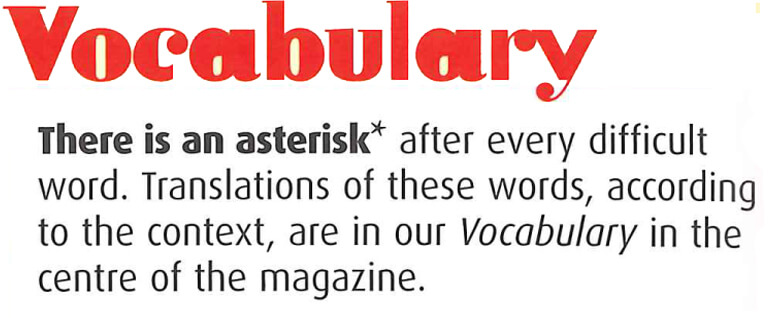 Vocabulary
There is an asterisk* after every difficult
word. Translations of these words, according
to the context, are in our Vocabulary in the
centre of the magazine.